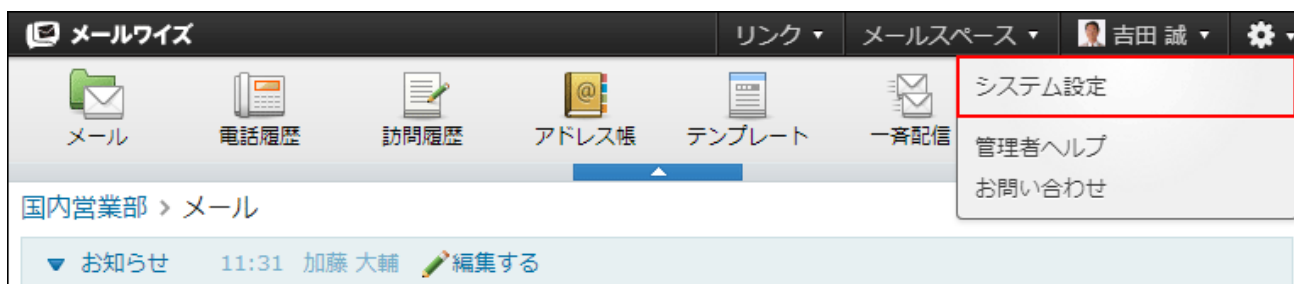 メールワイズ リンク メールスペース 吉田 誠
システム設定
メール 電話履歴 訪問履歴 アドレス帳 テンプレート 一斉配信
管理者ヘルプ
お問い合わせ
国内営業部 > メール
お知らせ 11:31 加藤 大輔 編集する